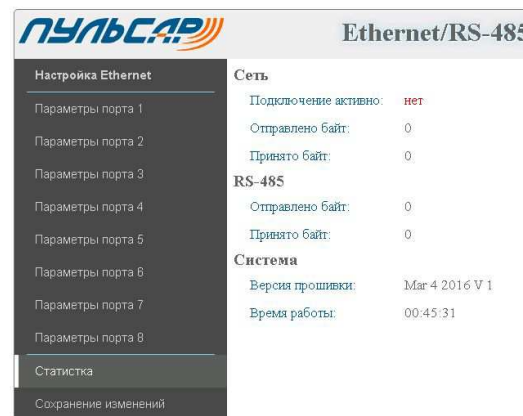 ПУЛЬСАР
Ethernet/RS-485
Настройка Ethernet
Параметры порта 1
Параметры порта 2
Параметры порта 3
Параметры порта 4
Параметры порта 5
Параметры порта 6
Параметры порта 7
Параметры порта 8
Статистка
Сохранение изменений
Сеть
Подключение активно: нет
Отправлено байт: 0
Принято байт: 0
RS-485
Отправлено байт: 0
Принято байт: 0
Система
Версия прошивки: Mar 4 2016 V 1
Время работы: 00:45:31